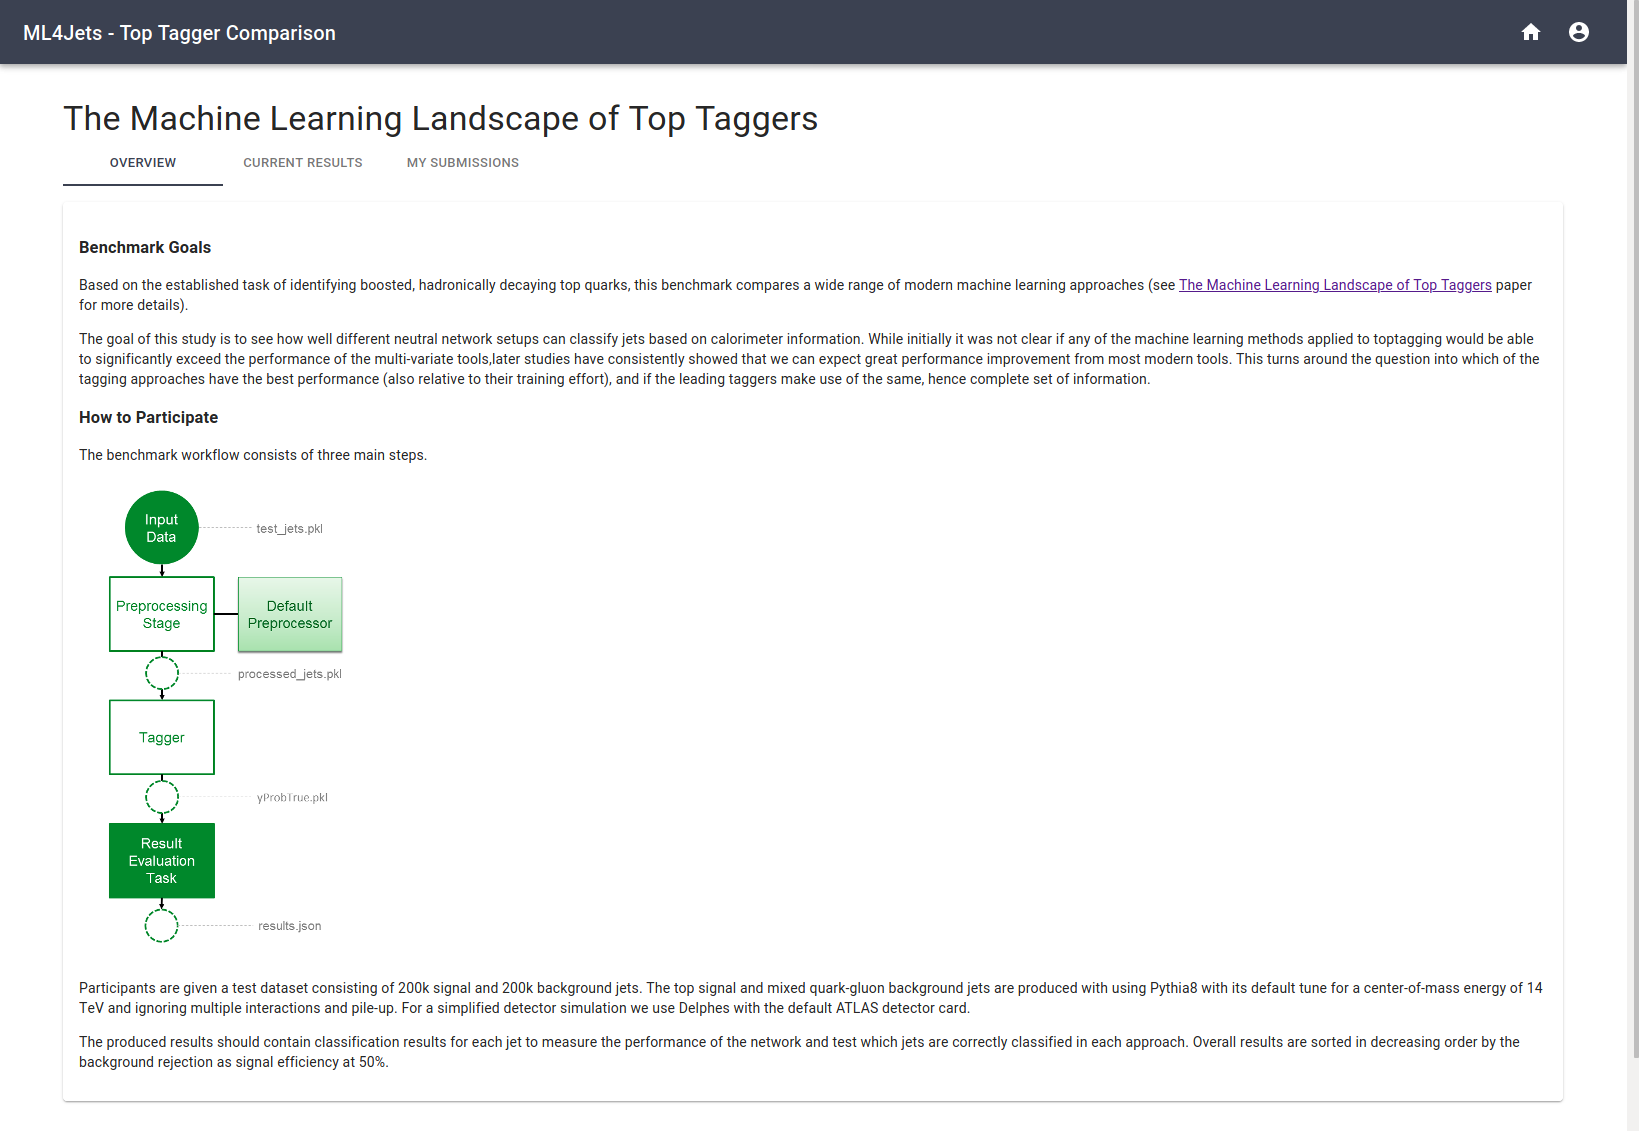 ML4Jets - Top Tagger Comparison
The Machine Learning Landscape of Top Taggers
OVERVIEW CURRENT RESULTS MY SUBMISSIONS
Benchmark Goals
Based on the established task of identifying boosted, hadronically decaying top quarks, this benchmark compares a wide range of modern machine learning approaches (see The Machine Learning Landscape of Top Taggers paper
for more details).
The goal of this study is to see how well different neutral network setups can classify jets based on calorimeter information. While initially it was not clear if any of the machine learning methods applied to toptagging would be able
to significantly exceed the performance of the multi-variate tools,later studies have consistently showed that we can expect great performance improvement from most modern tools. This turns around the question into which of the
tagging approaches have the best performance (also relative to their training effort), and if the leading taggers make use of the same, hence complete set of information.
How to Participate
The benchmark workflow consists of three main steps.
Input
Data
test_jets.pkl
Preprocessing
Stage
Default
Preprocessor
processed_jets.pkl
Tagger
yProbTrue.pkl
Result
Evaluation
Task
results.json
Participants are given a test dataset consisting of 200k signal and 200k background jets. The top signal and mixed quark-gluon background jets are produced with using Pythia8 with its default tune for a center-of-mass energy of 14
TeV and ignoring multiple interactions and pile-up. For a simplified detector simulation we use Delphes with the default ATLAS detector card.
The produced results should contain classification results for each jet to measure the performance of the network and test which jets are correctly classified in each approach. Overall results are sorted in decreasing order by the
background rejection as signal efficiency at 50%.